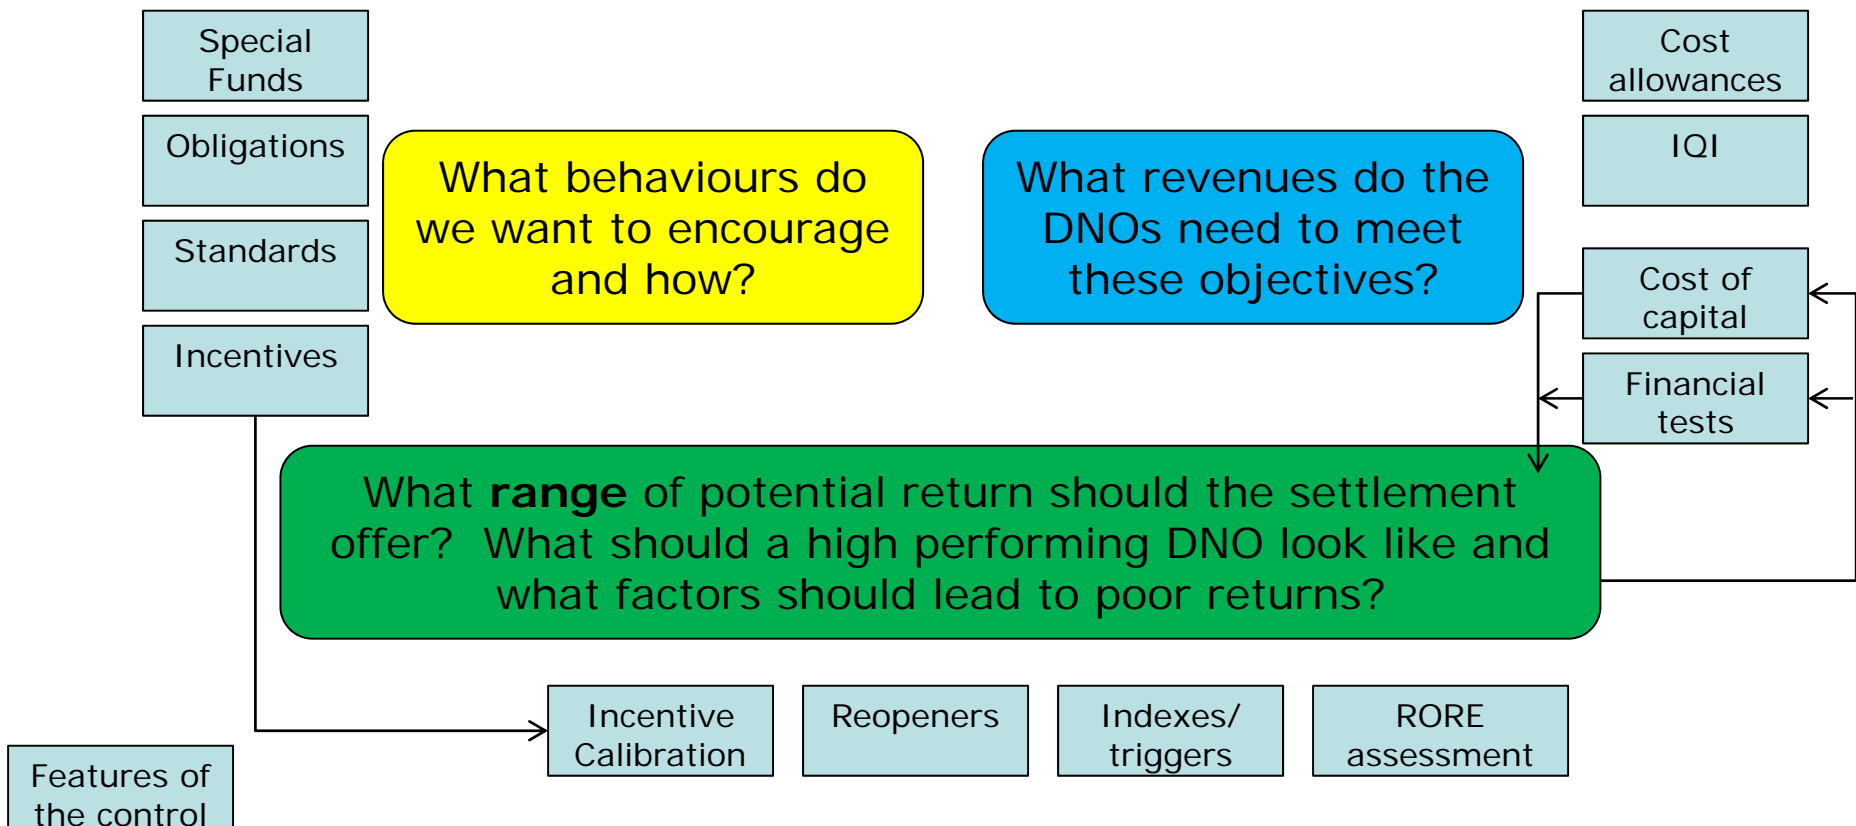 Special
Funds
Obligations
Standards
Incentives
What behaviours do
we want to encourage
and how?
What revenues do the
DNOs need to meet
these objectives?
Cost
allowances
IQI
Cost of
capital
Financial
tests
What range of potential return should the settlement
offer? What should a high performing DNO look like and
what factors should lead to poor returns?
Incentive
Calibration
Reopeners
Indexes/
triggers
RORE
assessment
Features of
the control